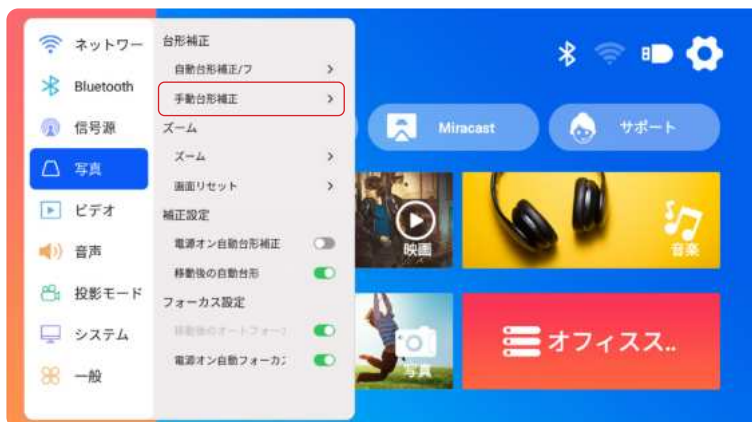 ネットワー
Bluetooth
信号源
写真
ビデオ
音声
投影モード
システム
一般
台形補正
自動台形補正/フ
手動台形補正
ズーム
ズーム
画面リセット
補正設定
電源オン自動台形補正
移動後の自動台形
フォーカス設定
移動後のオートフォーカ
電源オン自動フォーカス
Miracast
サポート
映画
音楽
写真
オフィスス..